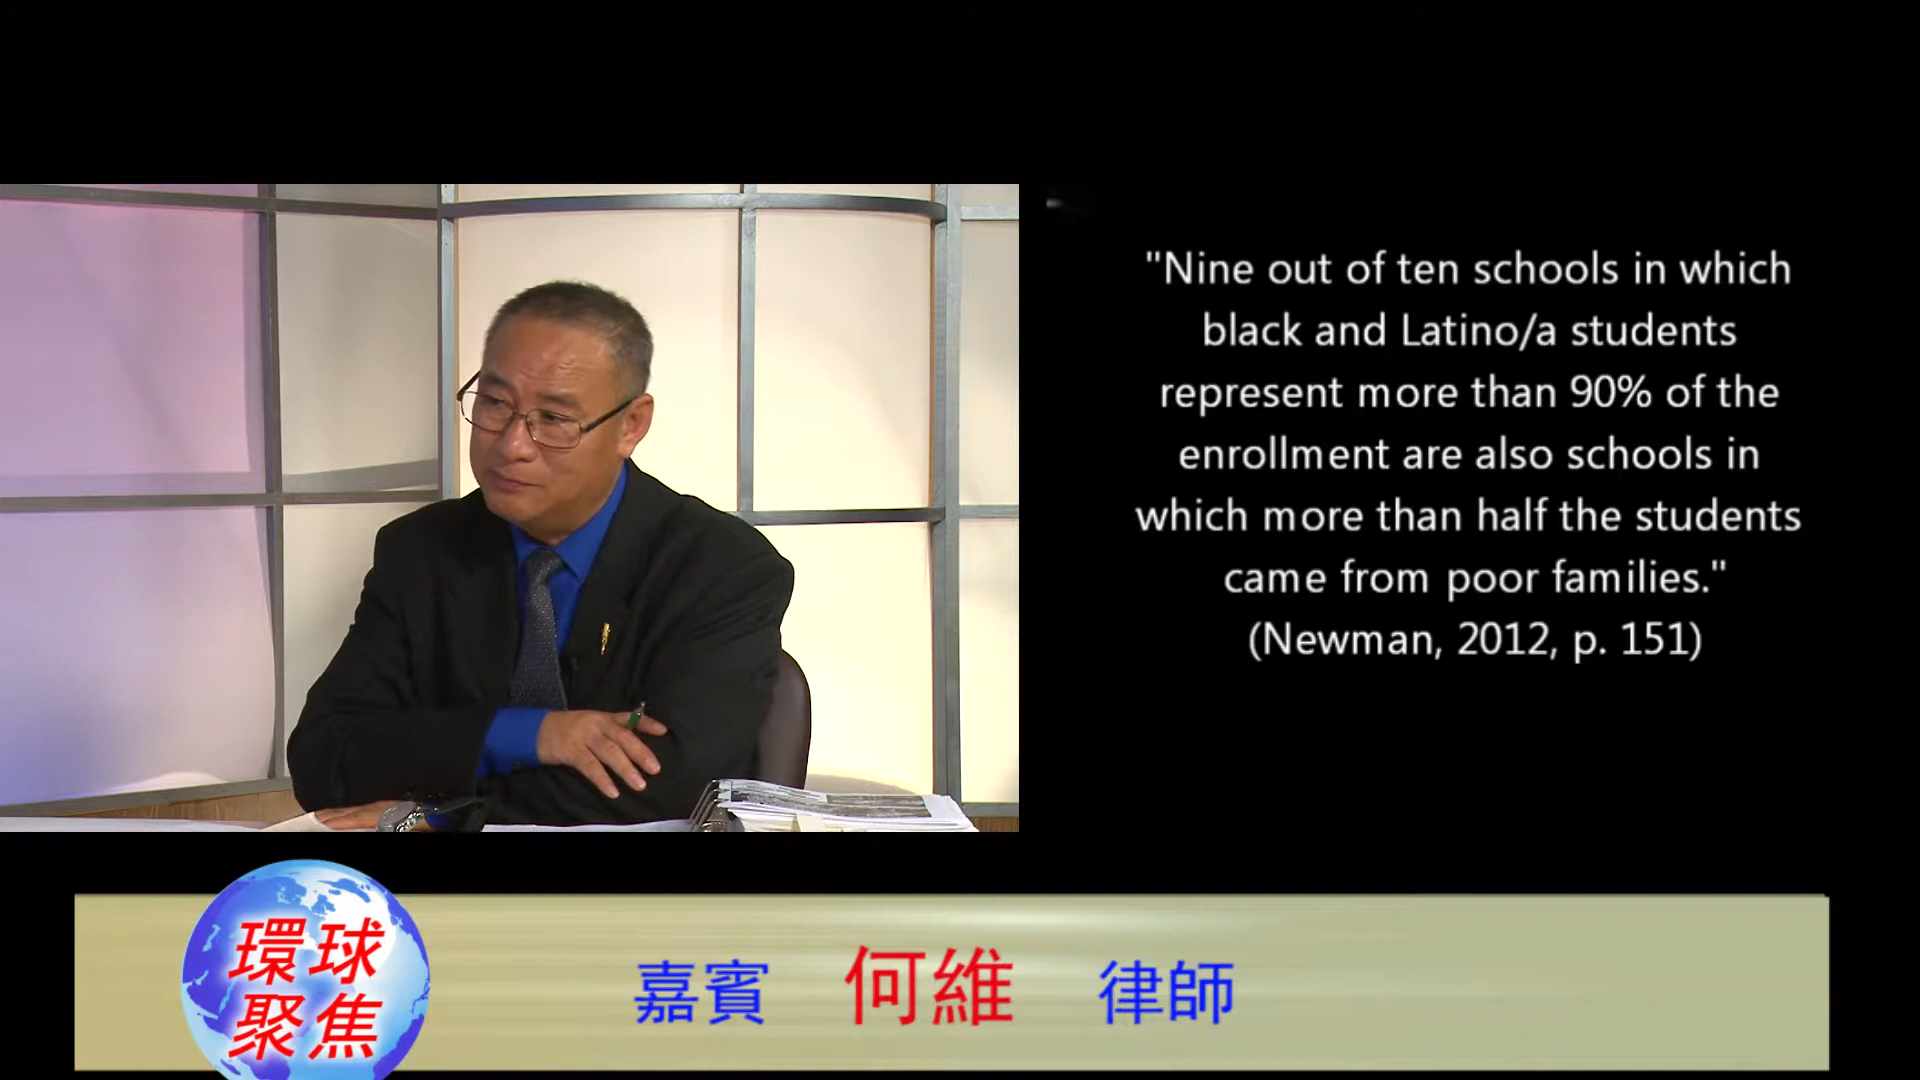 "Nine out of ten schools in which
black and Latino/a students
represent more than 90% of the
enrollment are also schools in
which more than half the students
came from poor families."
(Newman, 2012, p. 151)
環球
聚焦
嘉賓 何維 律師